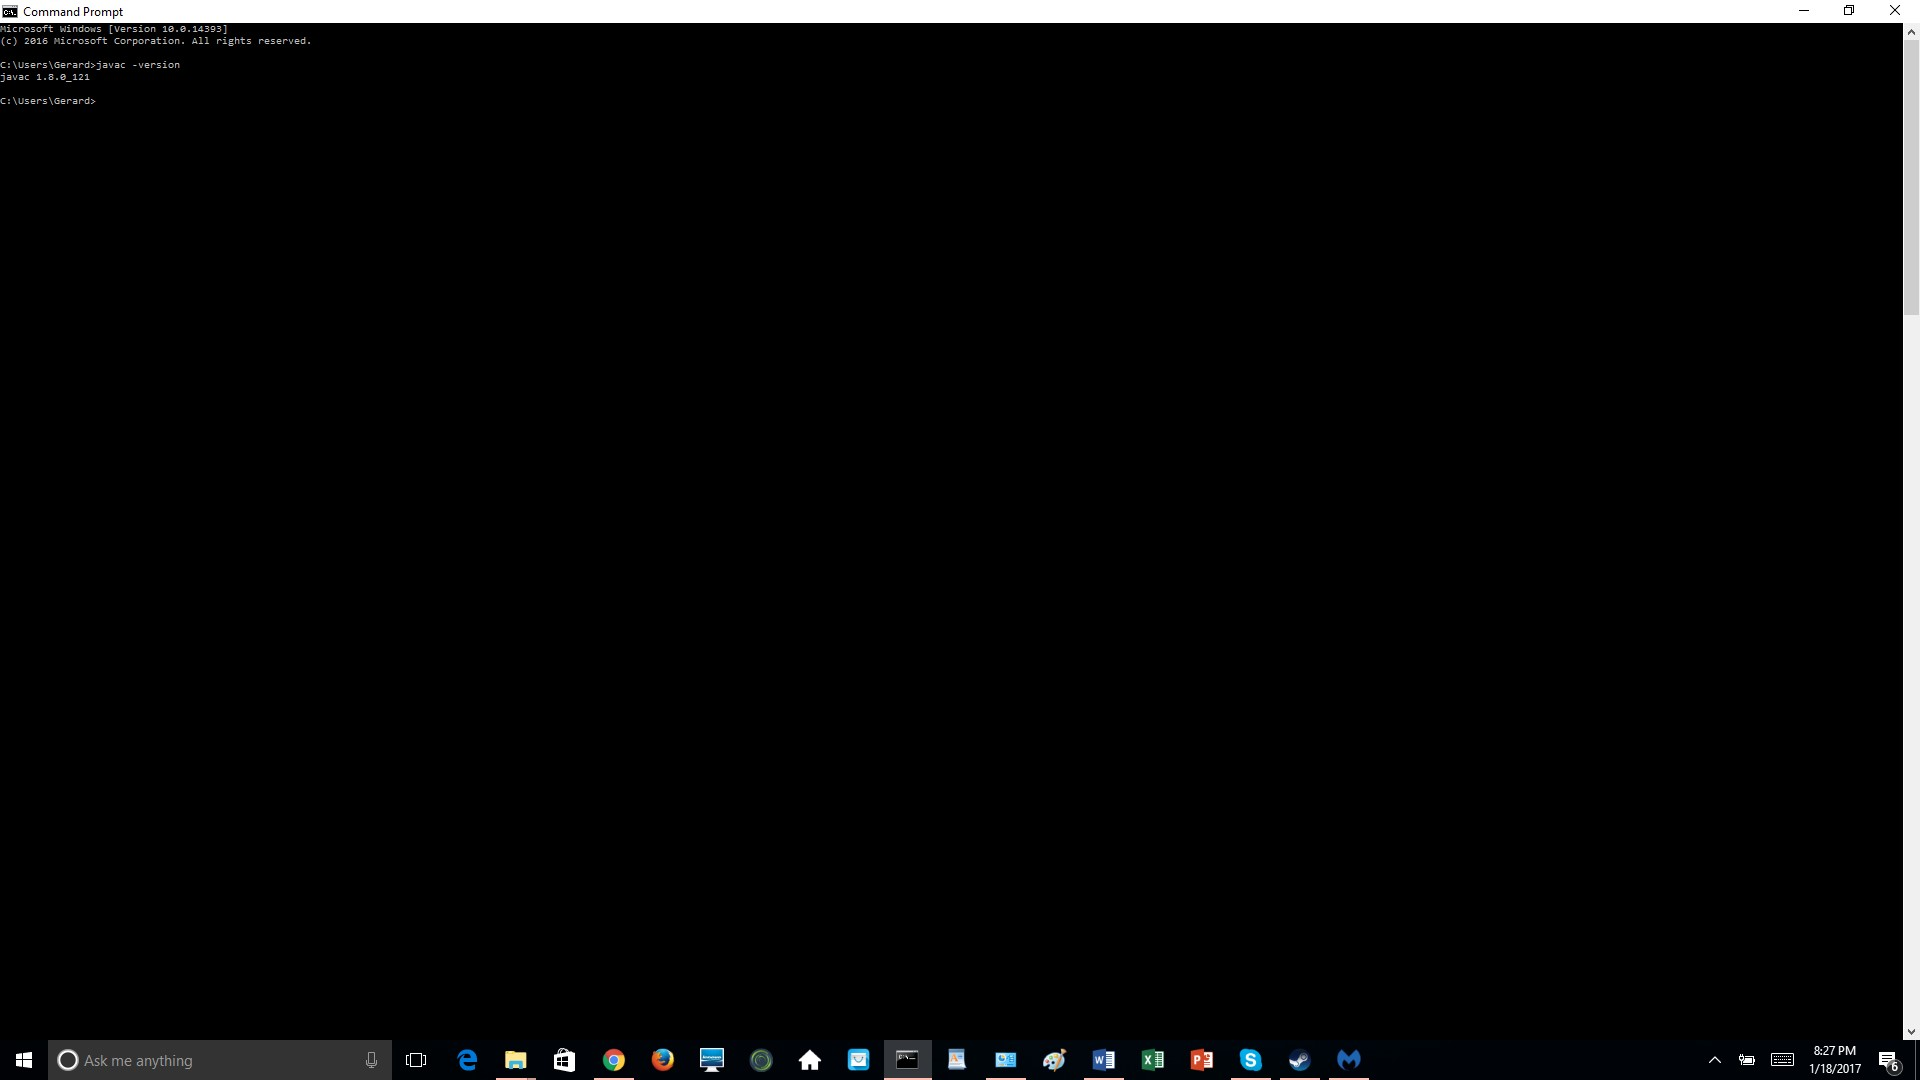 Command Prompt
Microsoft Windows [Version 10.0.14393]
(c) 2016 Microsoft Corporation. All rights reserved.
C:\Users\Gerard>javac -version
javac 1.8.0_121
C:\Users\Gerard>
Ask me anything
8:27 PM
1/18/2017
6